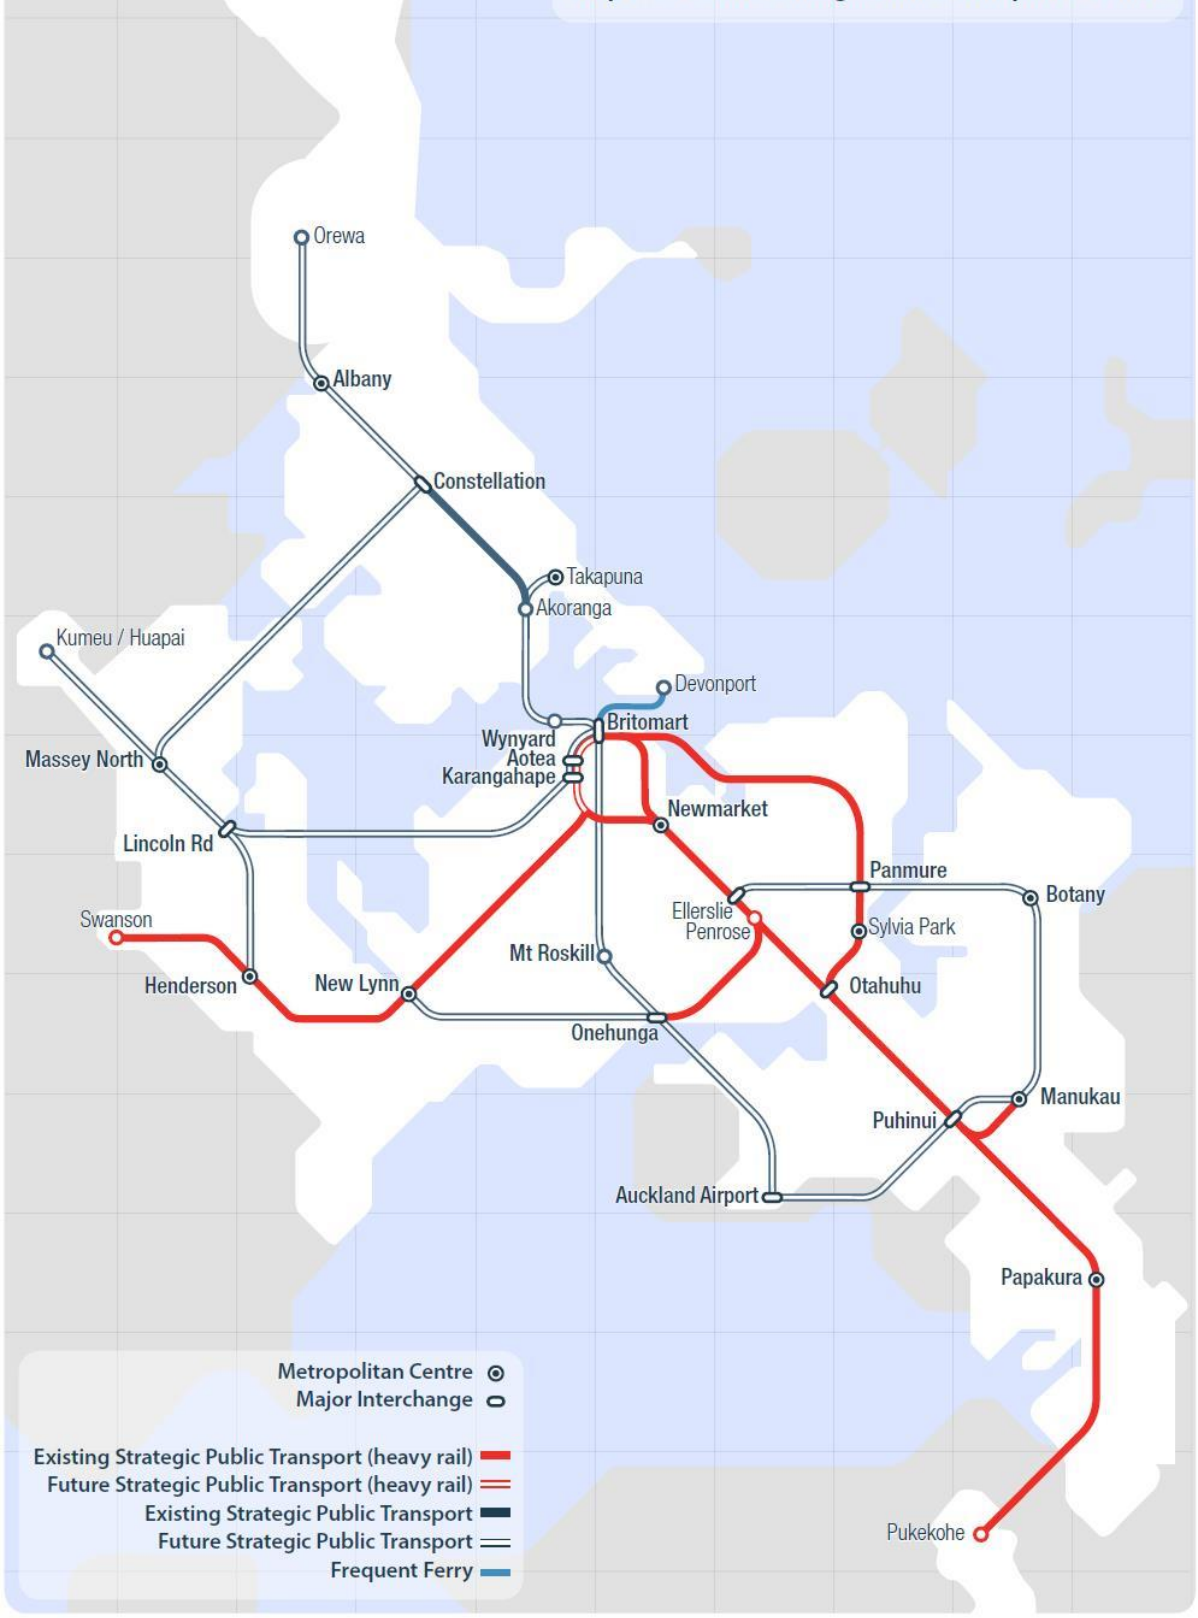 Orewa
Albany
Constellation
Takapuna
Akoranga
Kumeu / Huapai
Devonport
Britomart
Wynyard
Aotea
Karangahape
Massey North
Newmarket
Lincoln Rd
Panmure
Botany
Ellerslie
Penrose
Sylvia Park
Swanson
Mt Roskill
Henderson
New Lynn
Otahuhu
Onehunga
Manukau
Puhinui
Auckland Airport
Papakura
Metropolitan Centre
Major Interchange
Existing Strategic Public Transport (heavy rail)
Future Strategic Public Transport (heavy rail)
Existing Strategic Public Transport
Future Strategic Public Transport
Frequent Ferry
Pukekohe